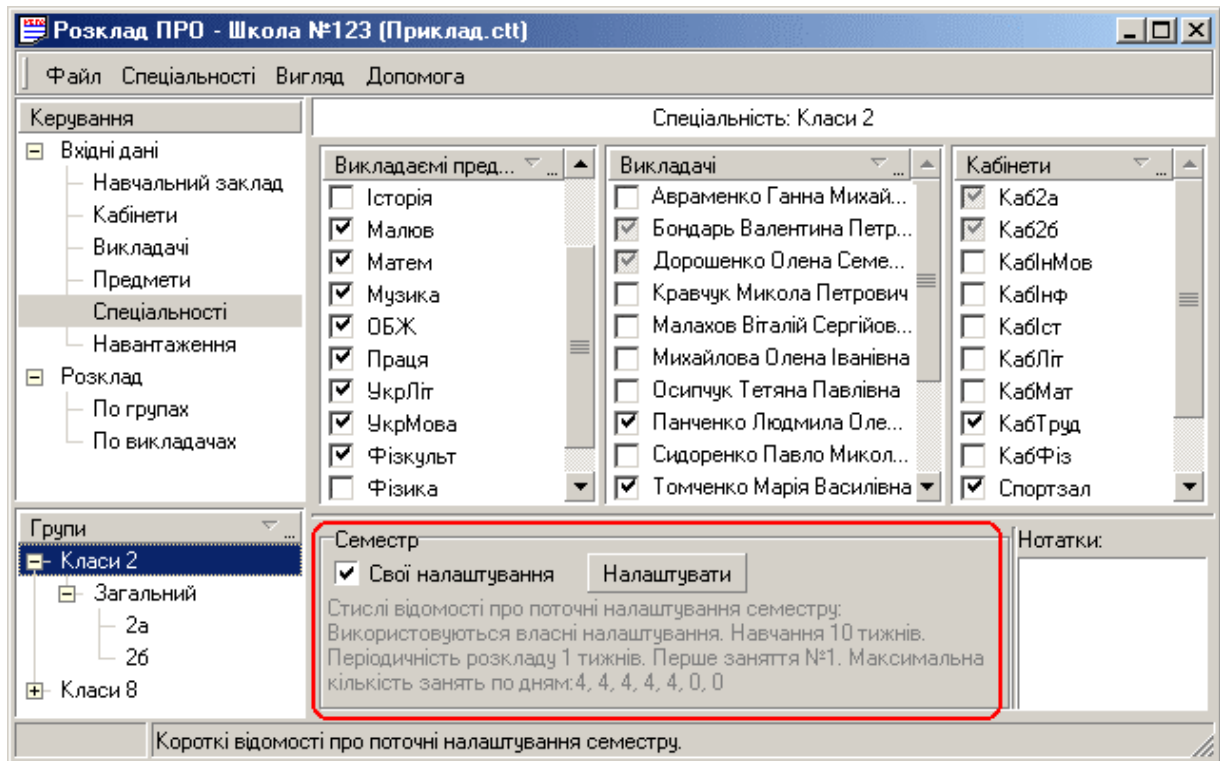 Розклад ПРО - Школа №123 (Приклад.ctt)
Файл Спеціальності Вигляд Допомога
Керування
Вхідні дані
Навчальний заклад
Кабінети
Викладачі
Предмети
Спеціальності
Навантаження
Розклад
По групах
По викладачах
Групи ...
Класи 2
Загальний
2а
2б
Класи 8
Спеціальність: Класи 2
Викладаємі пред... ...
Історія
Малюв
Матем
Музика
ОБЖ
Праця
УкрЛіт
УкрМова
Фізкульт
Фізика
Викладачі ...
Авраменко Ганна Михай...
Бондарь Валентина Петр...
Дорошенко Олена Семе...
Кравчук Микола Петрович
Малахов Віталій Сергійов...
Михайлова Олена Іванівна
Осипчук Тетяна Павлівна
Панченко Людмила Оле...
Сидоренко Павло Микол...
Томченко Марія Василівна
Кабінети ...
Каб2а
Каб2б
КабІнМов
КабІнф
КабІст
КабЛіт
КабМат
КабТруд
КабФіз
Спортзал
Семестр
Свої налаштування Налаштувати
Стислі відомості про поточні налаштування семестру:
Використовуються власні налаштування. Навчання 10 тижнів.
Періодичність розкладу 1 тижнів. Перше заняття №1. Максимальна
кількість занять по дням:4, 4, 4, 4, 4, 0, 0
Нотатки:
Короткі відомості про поточні налаштування семестру.